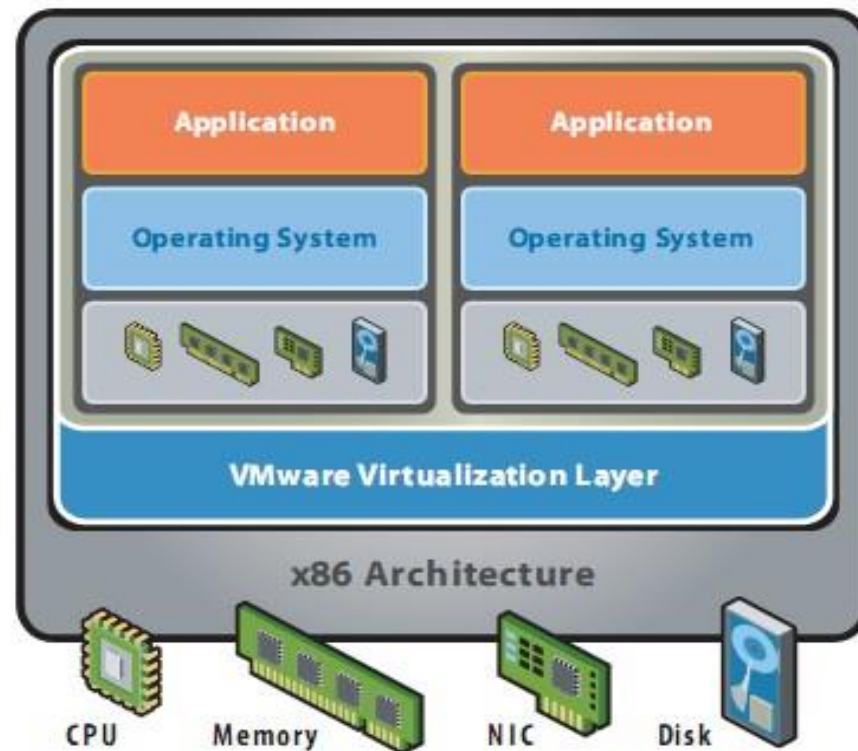 Application
Application
Operating System
Operating System
VMware Virtualization Layer
x86 Architecture
CPU
Memory
NIC
Disk